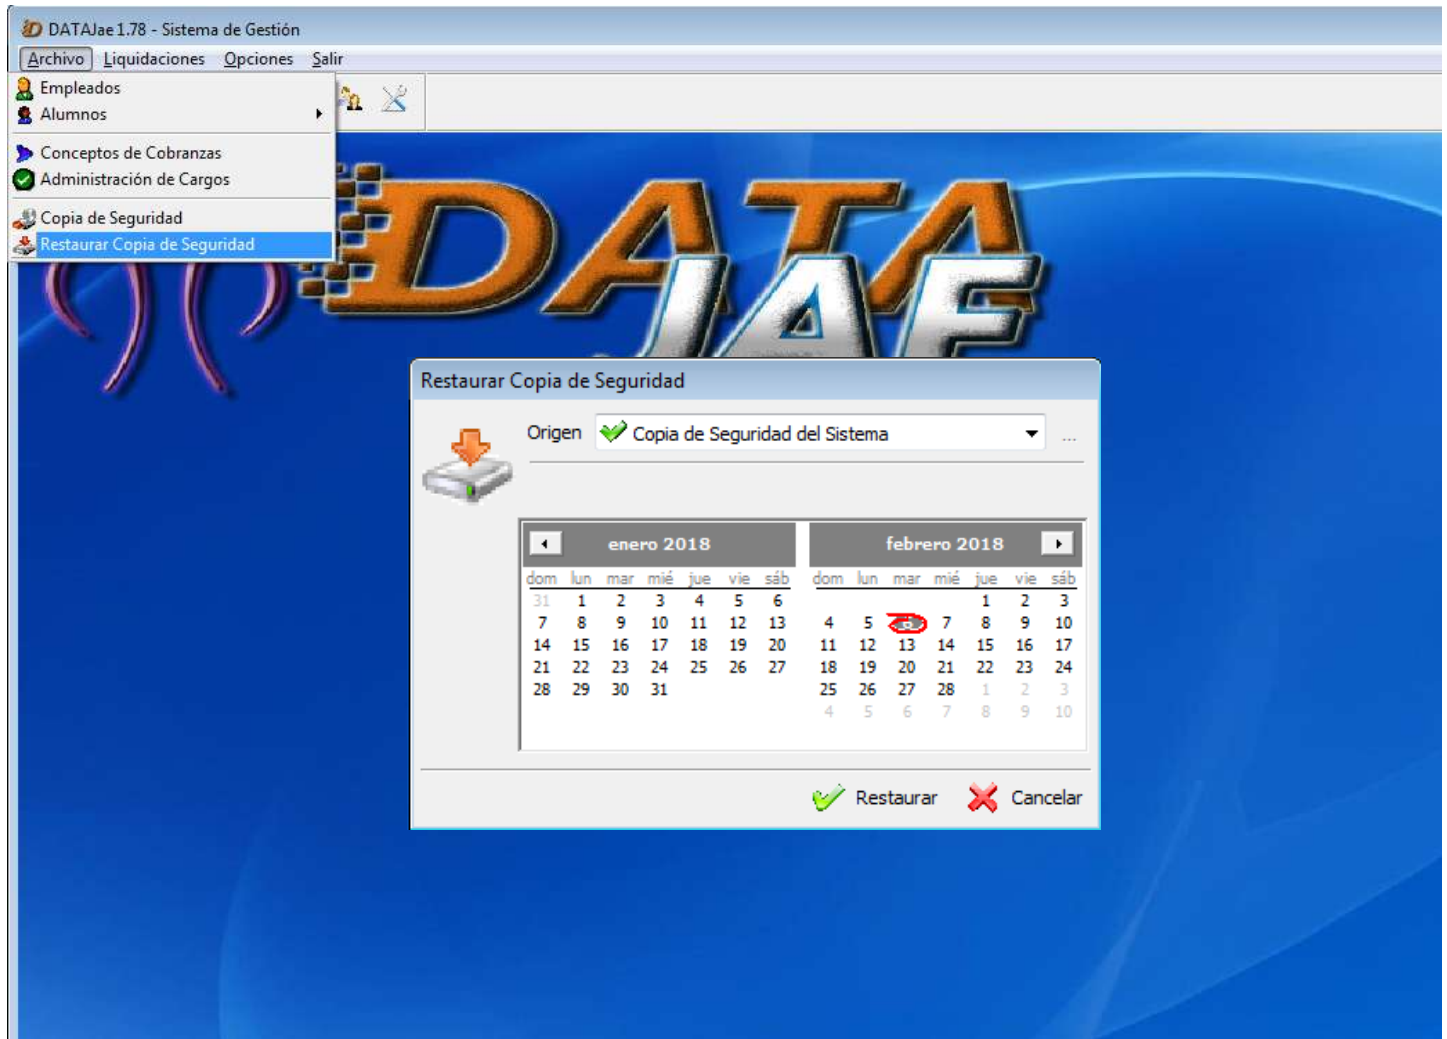 DATAJae 1.78 - Sistema de Gestión
Archivo Liquidaciones Opciones Salir
Empleados
Alumnos
Conceptos de Cobranzas
Administración de Cargos
Copia de Seguridad
Restaurar Copia de Seguridad
DATA
JAE
Restaurar Copia de Seguridad
Origen Copia de Seguridad del Sistema ...
enero 2018 febrero 2018
dom lun mar mié jue vie sáb dom lun mar mié jue vie sáb
31 1 2 3 4 5 6 1 2 3
7 8 9 10 11 12 13 4 5 6 7 8 9 10
14 15 16 17 18 19 20 11 12 13 14 15 16 17
21 22 23 24 25 26 27 18 19 20 21 22 23 24
28 29 30 31 25 26 27 28 1 2 3
4 5 6 7 8 9 10
Restaurar Cancelar